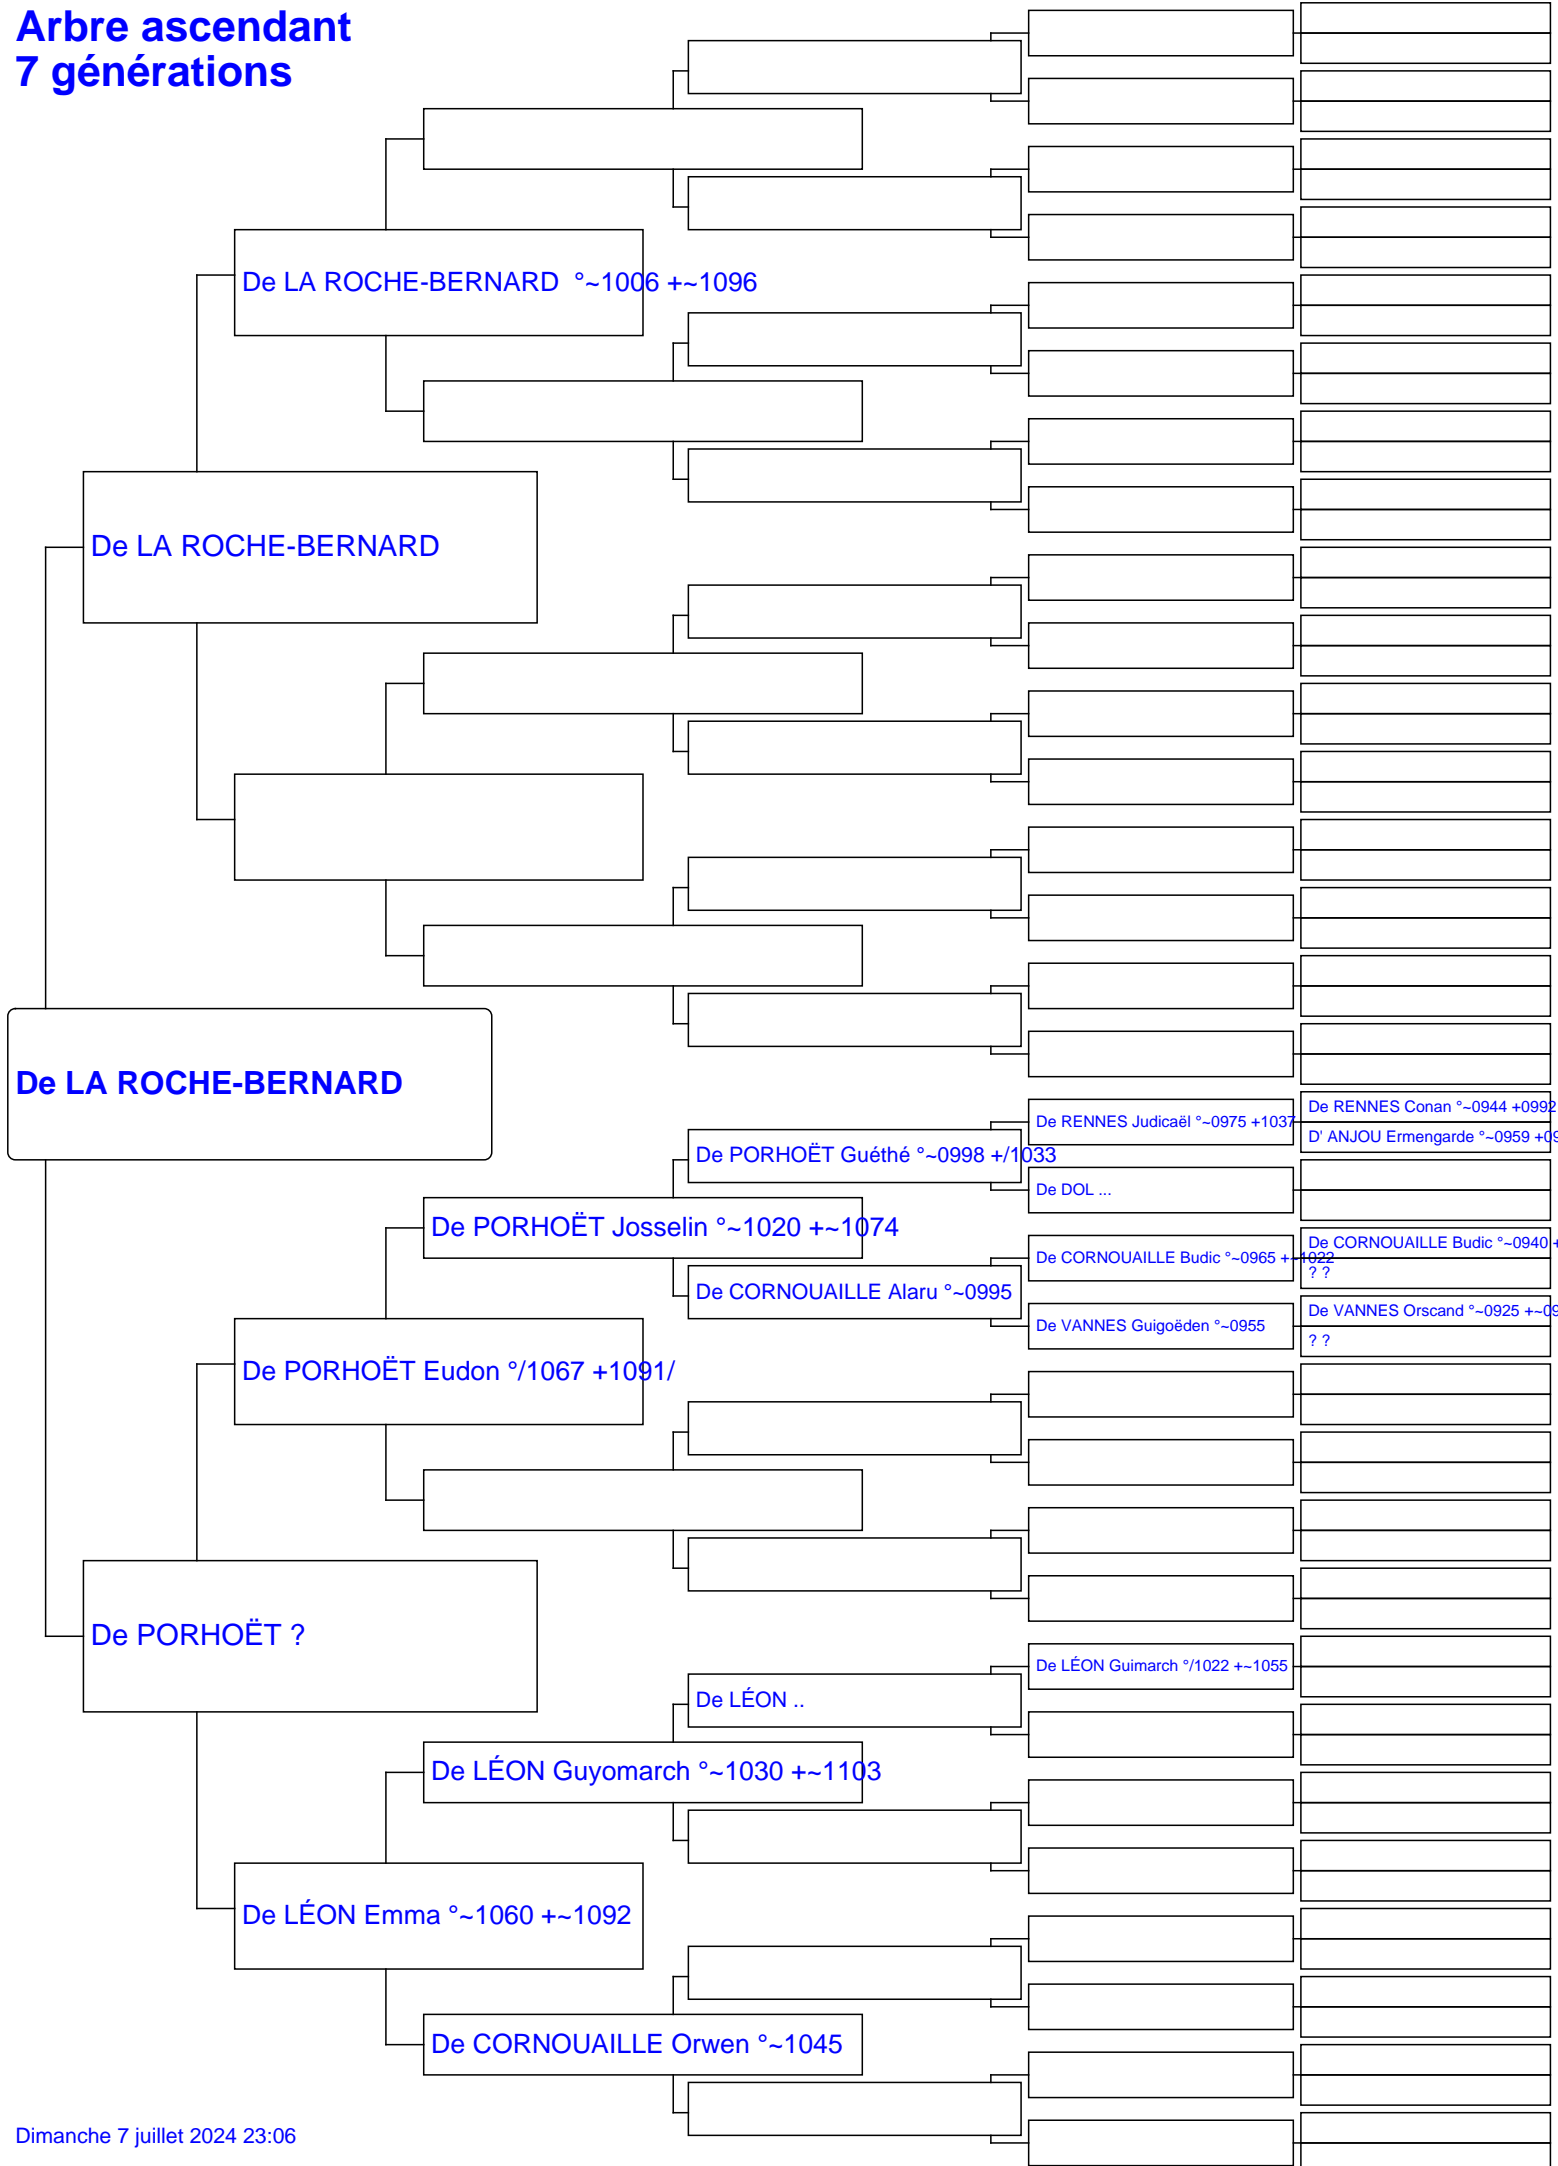 Arbre ascendant
7 générations
De LA ROCHE-BERNARD °~1006 +~1096
De LA ROCHE-BERNARD
De LA ROCHE-BERNARD
De RENNES Conan °~0944 +0992
De RENNES Judicaël °~0975 +1037
D' ANJOU Ermengarde °~0959 +09
De PORHOËT Guéthé °~0998 +/1033
De DOL ...
De PORHOËT Josselin °~1020 +~1074
De CORNOUAILLE Budic °~0940 +
De CORNOUAILLE Budic °~0965 +~1022
? ?
De CORNOUAILLE Alaru °~0995
De VANNES Orscand °~0925 +~09
De VANNES Guigoëden °~0955
? ?
De PORHOËT Eudon °/1067 +1091/
De PORHOËT ?
De LÉON Guimarch °/1022 +~1055
De LÉON ..
De LÉON Guyomarch °~1030 +~1103
De LÉON Emma °~1060 +~1092
De CORNOUAILLE Orwen °~1045
Dimanche 7 juillet 2024 23:06